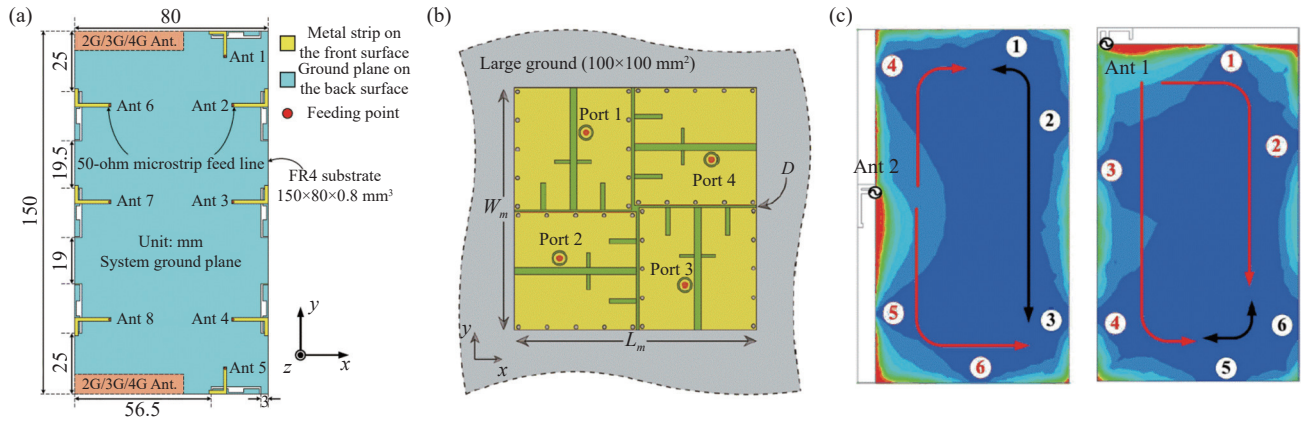 (a)
80
2G/3G/4G Ant.
Ant 1
25
Ant 6
Ant 2
50-ohm microstrip feed line
19.5
150
Ant 7
Ant 3
Unit: mm
System ground plane
19
Ant 8
Ant 4
25
Ant 5
2G/3G/4G Ant.
56.5
3
Metal strip on
the front surface
Ground plane on
the back surface
Feeding point
FR4 substrate
150×80×0.8 mm³
y
z
x
(b)
Large ground (100×100 mm²)
Port 1
Port 4
D
Wₘ
Port 2
Port 3
Lₘ
y
x
(c)
1
4
2
Ant 2
5
3
6
Ant 1
1
2
3
4
6
5